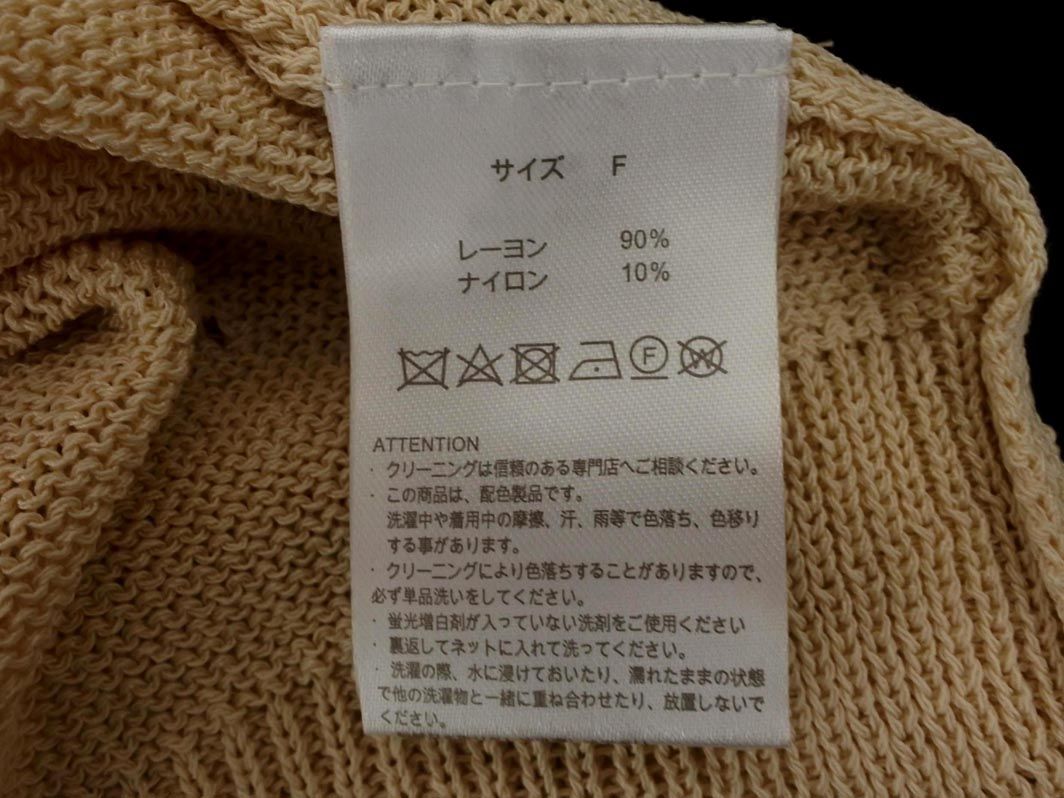 サイズ F
レーヨン 90%
ナイロン 10%
F W
ATTENTION
・クリーニングは信頼のある専門店へご相談ください。
・この商品は、配色製品です。
洗濯中や着用中の摩擦、汗、雨等で色落ち、色移り
する事があります。
・クリーニングにより色落ちすることがありますので、
必ず単品洗いをしてください。
・蛍光増白剤が入っていない洗剤をご使用ください
・裏返してネットに入れて洗ってください。
・洗濯の際、水に浸けておいたり、濡れたままの状態
で他の洗濯物と一緒に重ね合わせたり、放置しないで
ください。